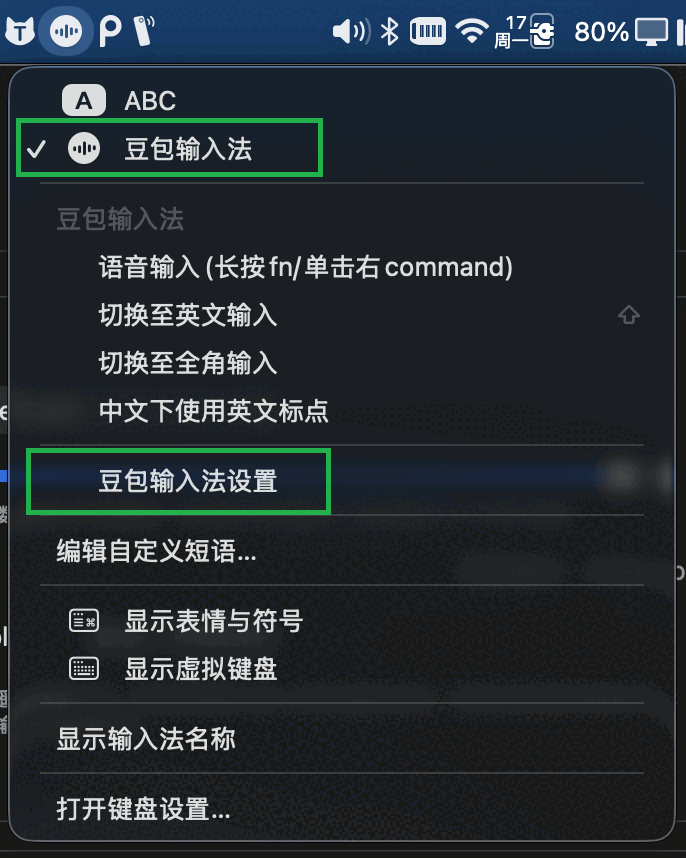 T
17
周一
80%
A ABC
✓ 豆包输入法
豆包输入法
语音输入 (长按 fn/ 单击右 command)
切换至英文输入
切换至全角输入
中文下使用英文标点
豆包输入法设置
编辑自定义短语...
显示表情与符号
显示虚拟键盘
显示输入法名称
打开键盘设置...